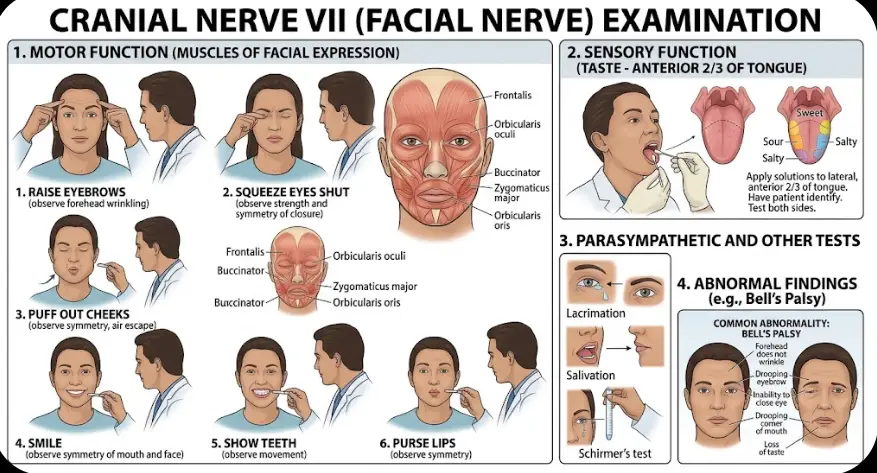 CRANIAL NERVE VII (FACIAL NERVE) EXAMINATION
1. MOTOR FUNCTION (MUSCLES OF FACIAL EXPRESSION)
1. RAISE EYEBROWS
(observe forehead wrinkling)
2. SQUEEZE EYES SHUT
(observe strength and
symmetry of closure)
Frontalis
Orbicularis
oculi
Buccinator
Zygomaticus
major
Orbicularis
oris
3. PUFF OUT CHEEKS
(observe symmetry, air escape)
Frontalis
Buccinator
Buccinator
Orbicularis oculi
Zygomaticus major
Orbicularis oris
4. SMILE
(observe symmetry of mouth and face)
5. SHOW TEETH
(observe movement)
6. PURSE LIPS
(observe symmetry)
2. SENSORY FUNCTION
(TASTE - ANTERIOR 2/3 OF TONGUE)
Sweet
Sour
Salty
Salty
Apply solutions to lateral,
anterior 2/3 of tongue.
Have patient identify.
Test both sides.
3. PARASYMPATHETIC AND OTHER TESTS
Lacrimation
Salivation
Schirmer's test
4. ABNORMAL FINDINGS
(e.g., Bell's Palsy)
COMMON ABNORMALITY:
BELL'S PALSY
Forehead
does not
wrinkle
Drooping
eyebrow
Inability to
close eye
Drooping
corner
of mouth
Loss
of taste